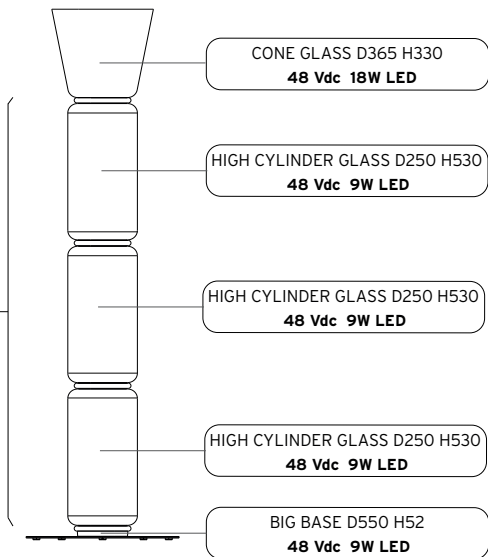 CONE GLASS D365 H330
48 Vdc 18W LED
HIGH CYLINDER GLASS D250 H530
48 Vdc 9W LED
HIGH CYLINDER GLASS D250 H530
48 Vdc 9W LED
HIGH CYLINDER GLASS D250 H530
48 Vdc 9W LED
BIG BASE D550 H52
48 Vdc 9W LED